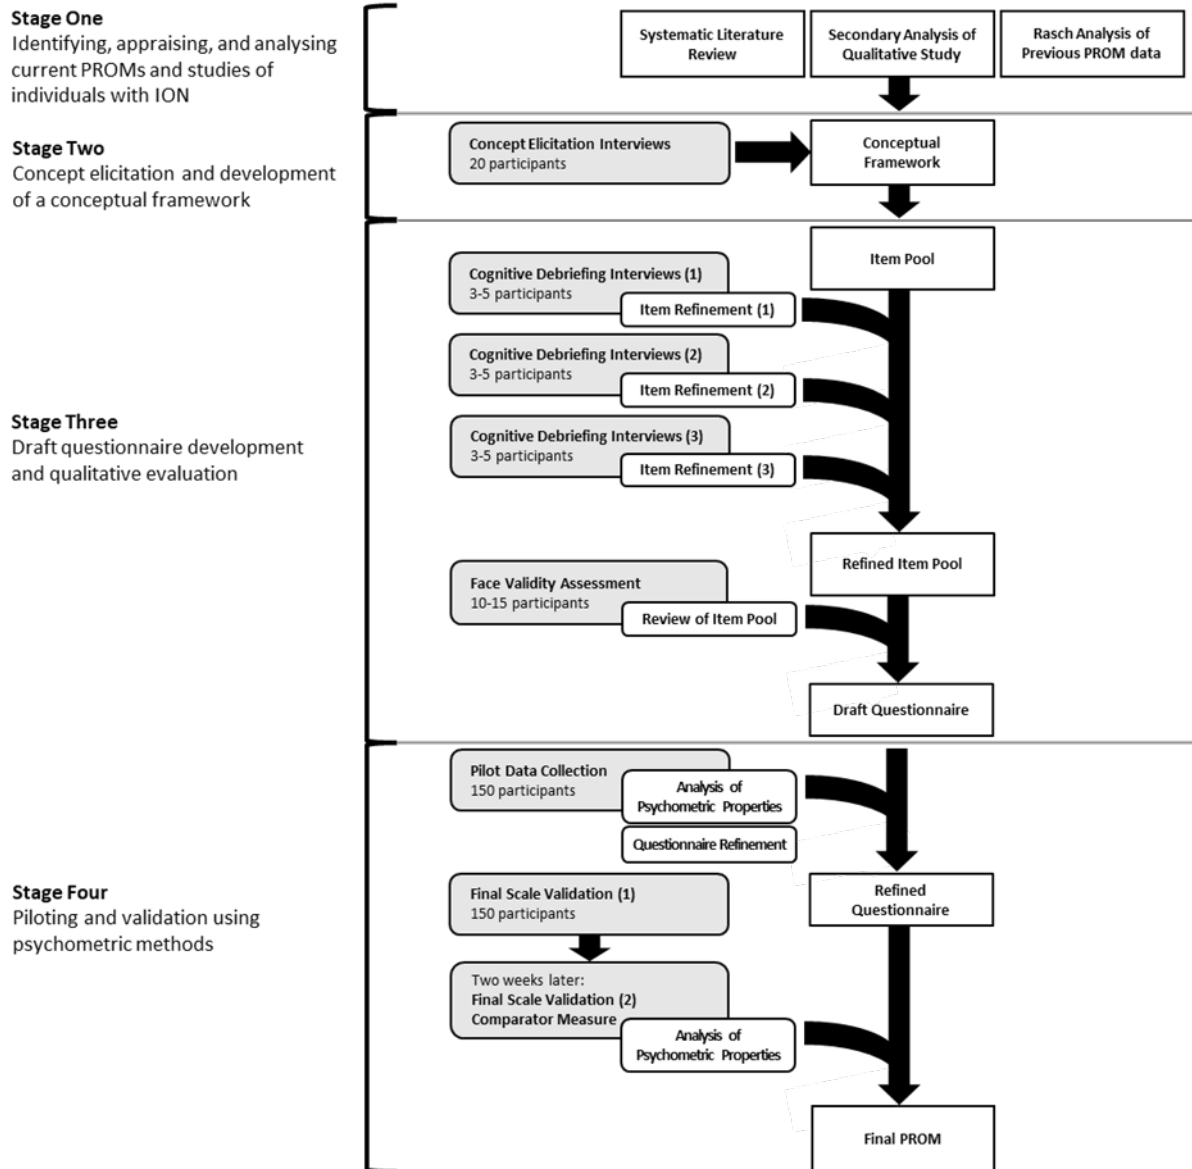 Stage One
Identifying, appraising, and analysing
current PROMs and studies of
individuals with ION
Systematic Literature
Review
Secondary Analysis of
Qualitative Study
Rasch Analysis of
Previous PROM data
Stage Two
Concept elicitation and development
of a conceptual framework
Concept Elicitation Interviews
20 participants
Conceptual
Framework
Stage Three
Draft questionnaire development
and qualitative evaluation
Item Pool
Cognitive Debriefing Interviews (1)
3-5 participants
Item Refinement (1)
Cognitive Debriefing Interviews (2)
3-5 participants
Item Refinement (2)
Cognitive Debriefing Interviews (3)
3-5 participants
Item Refinement (3)
Refined Item Pool
Face Validity Assessment
10-15 participants
Review of Item Pool
Draft Questionnaire
Stage Four
Piloting and validation using
psychometric methods
Pilot Data Collection
150 participants
Analysis of
Psychometric Properties
Questionnaire Refinement
Refined
Questionnaire
Final Scale Validation (1)
150 participants
Two weeks later:
Final Scale Validation (2)
Comparator Measure
Analysis of
Psychometric Properties
Final PROM